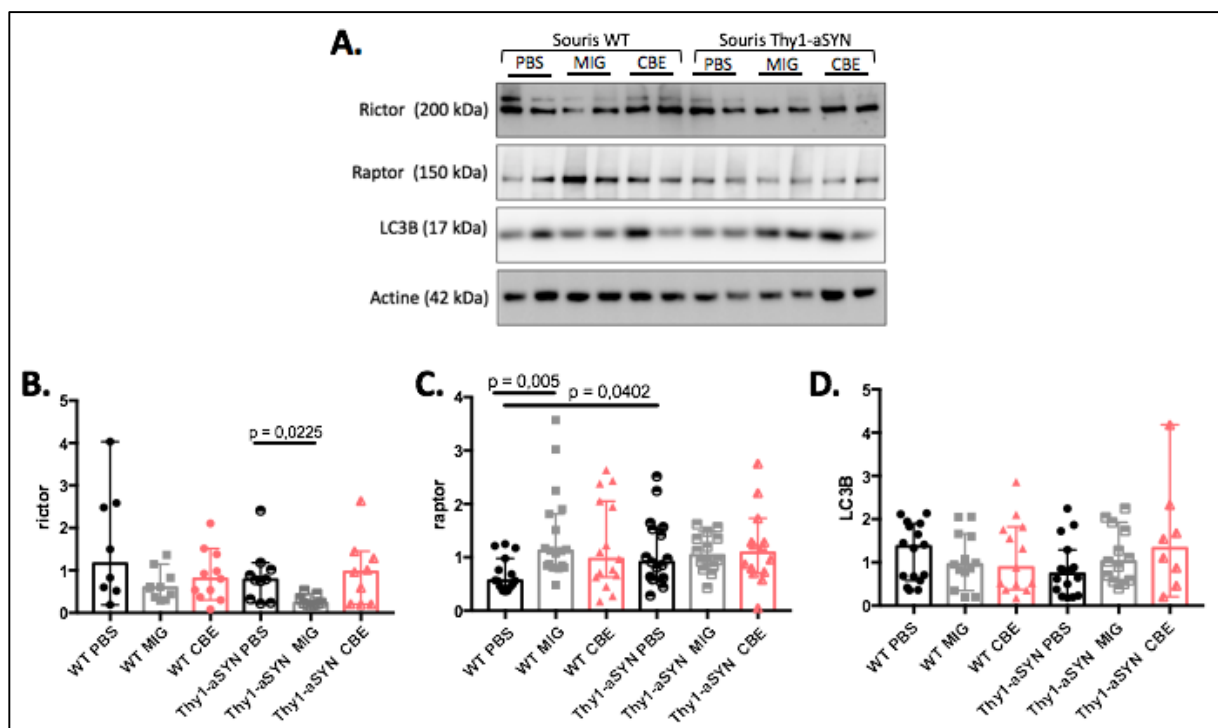 A.
Souris WT Souris Thy1-aSYN
PBS MIG CBE PBS MIG CBE
Rictor (200 kDa)
Raptor (150 kDa)
LC3B (17 kDa)
Actine (42 kDa)
B.
rictor
5
4
3
2
1
0
p = 0,0225
WT PBS
WT MIG
WT CBE
Thy1-aSYN PBS
Thy1-aSYN MIG
Thy1-aSYN CBE
C.
raptor
4
3
2
1
0
p = 0,005
p = 0,0402
WT PBS
WT MIG
WT CBE
Thy1-aSYN PBS
Thy1-aSYN MIG
Thy1-aSYN CBE
D.
LC3B
5
4
3
2
1
0
WT PBS
WT MIG
WT CBE
Thy1-aSYN PBS
Thy1-aSYN MIG
Thy1-aSYN CBE